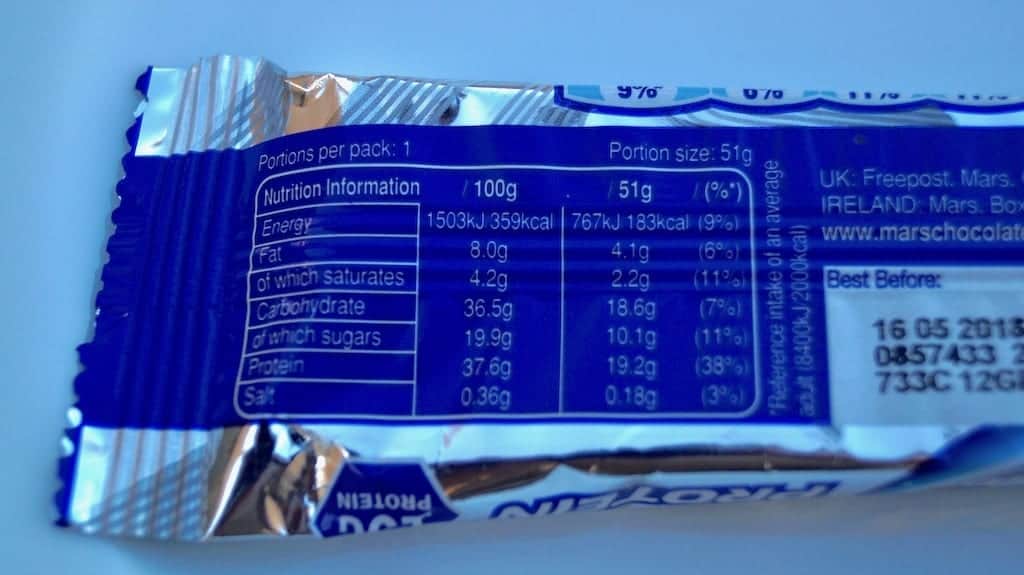 9% 6% 11%
Portions per pack: 1 Portion size: 51g
Nutrition Information / 100g / 51g / (%*)
Energy 1503kJ 359kcal 767kJ 183kcal (9%)
Fat 8.0g 4.1g (6%)
of which saturates 4.2g 2.2g (11%)
Carbohydrate 36.5g 18.6g (7%)
of which sugars 19.9g 10.1g (11%)
Protein 37.6g 19.2g (38%)
Salt 0.36g 0.18g (3%)
*Reference intake of an average
adult (8400kJ/2000kcal)
UK: Freepost, Mars,
IRELAND: Mars, Box
www.marschocolate
Best Before:
16 05 2018
0857433 2
733C 12G
PROTEIN
PROTEIN